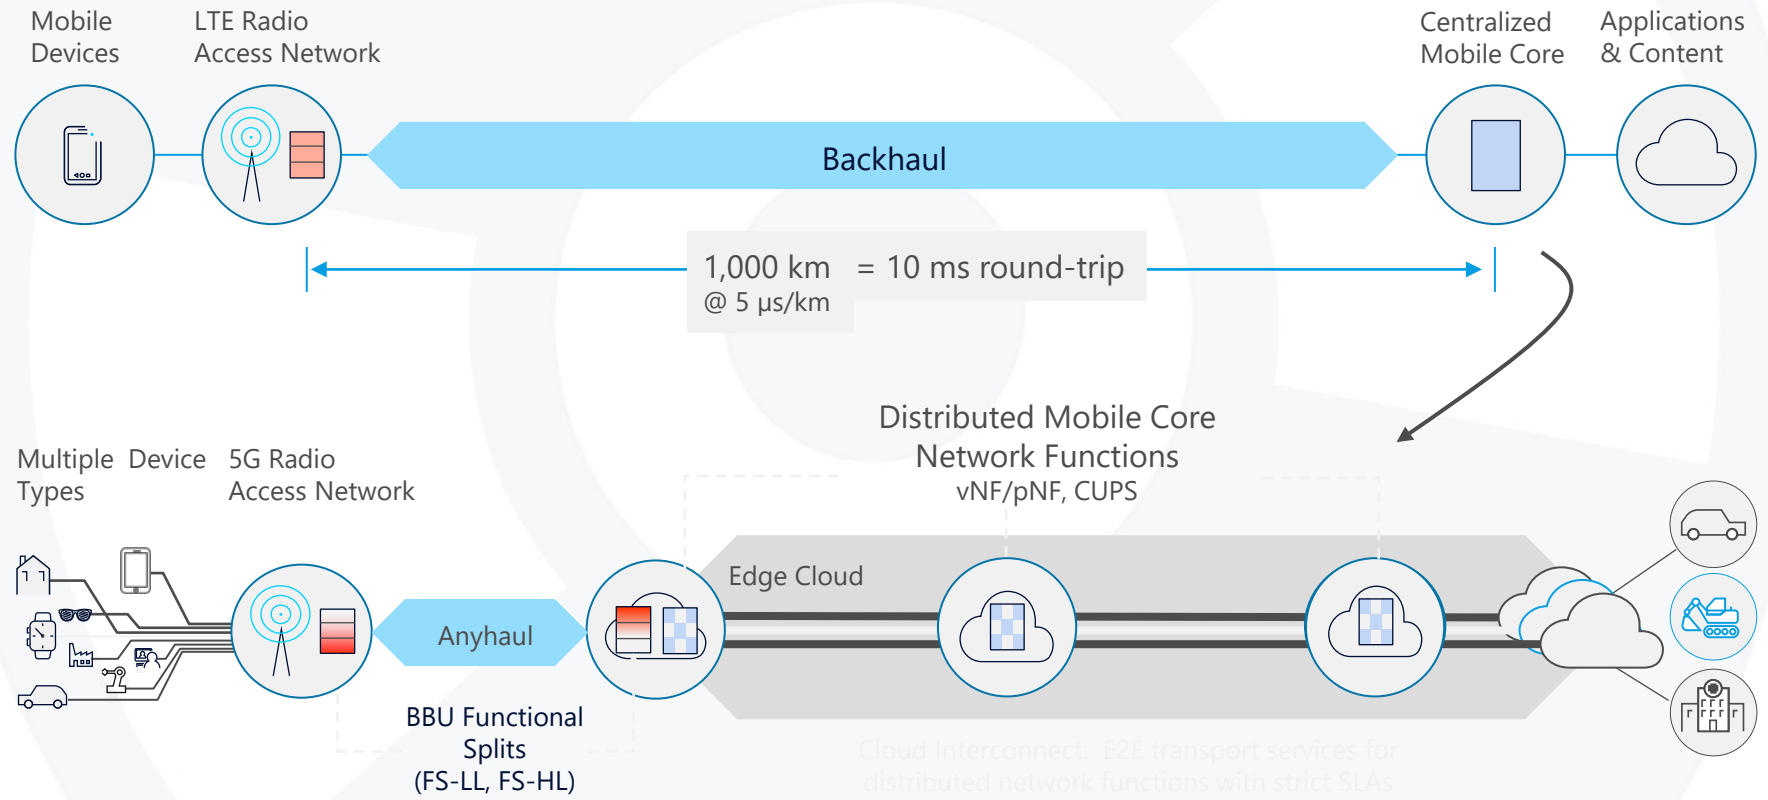 Mobile
Devices
LTE Radio
Access Network
Centralized
Mobile Core
Applications
& Content
Backhaul
1,000 km = 10 ms round-trip
@ 5 µs/km
Distributed Mobile Core
Network Functions
vNF/pNF, CUPS
Multiple Device
Types
5G Radio
Access Network
Edge Cloud
Anyhaul
BBU Functional
Splits
(FS-LL, FS-HL)
Cloud Interconnect: E2E transport services for
distributed network functions with strict SLAs